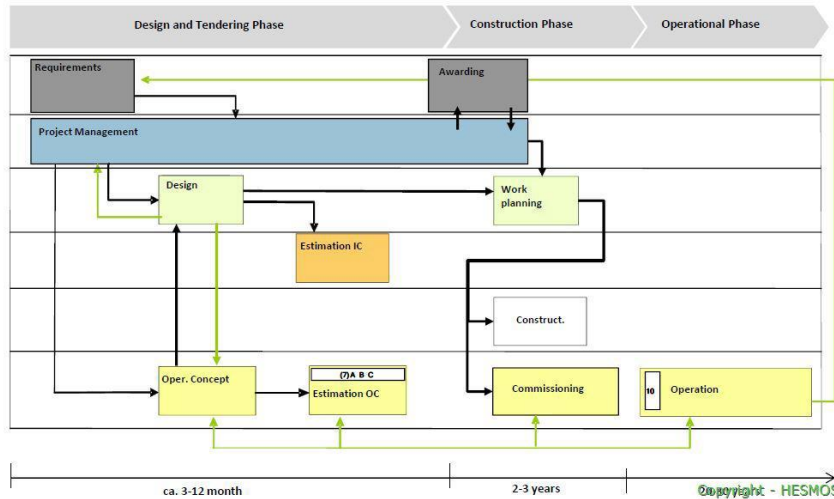 Design and Tendering Phase
Construction Phase
Operational Phase
Requirements
Awarding
Project Management
Design
Work
planning
Estimation IC
Construct.
Oper. Concept
(7)A B C
Estimation OC
Commissioning
10
Operation
ca. 3-12 month
2-3 years
Copyright - HESMOS